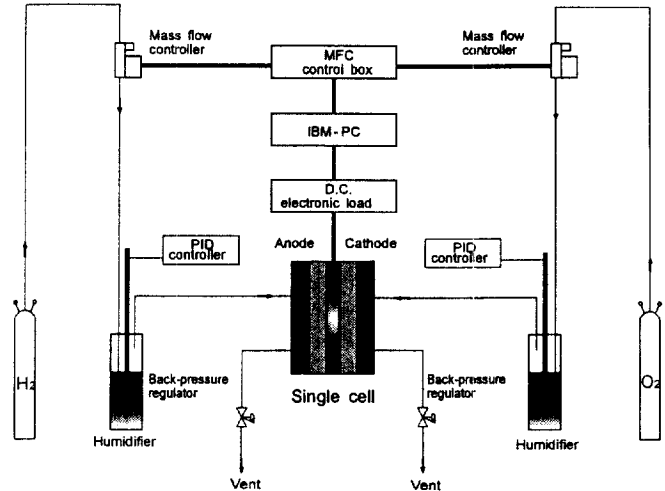 Mass flow
controller
MFC
control box
Mass flow
controller
IBM-PC
D.C.
electronic load
PID
controller
Anode
Cathode
PID
controller
H2
O2
Back-pressure
regulator
Single cell
Back-pressure
regulator
Humidifier
Humidifier
Vent
Vent